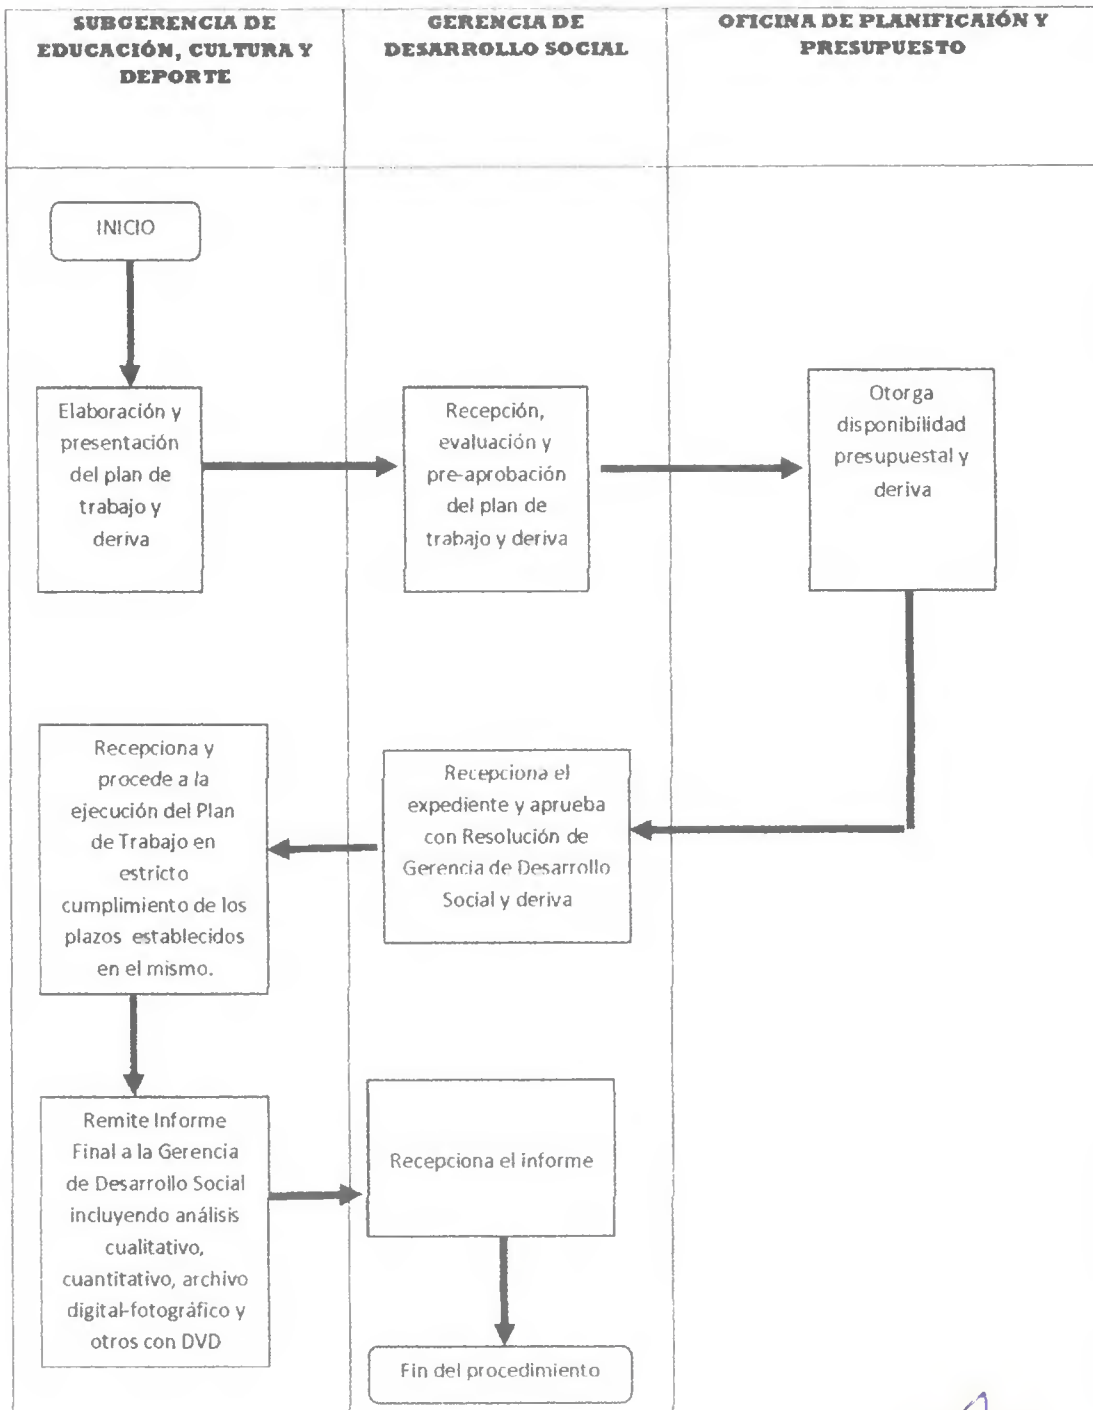 SUBGERENCIA DE
EDUCACIÓN, CULTURA Y
DEPORTE
GERENCIA DE
DESARROLLO SOCIAL
OFICINA DE PLANIFICAIÓN Y
PRESUPUESTO
INICIO
Elaboración y
presentación
del plan de
trabajo y
deriva
Recepción,
evaluación y
pre-aprobación
del plan de
trabajo y deriva
Otorga
disponibilidad
presupuestal y
deriva
Recepciona y
procede a la
ejecución del Plan
de Trabajo en
estricto
cumplimiento de los
plazos establecidos
en el mismo.
Recepciona el
expediente y aprueba
con Resolución de
Gerencia de Desarrollo
Social y deriva
Remite Informe
Final a la Gerencia
de Desarrollo Social
incluyendo análisis
cualitativo,
cuantitativo, archivo
digital-fotográfico y
otros con DVD
Recepciona el informe
Fin del procedimiento